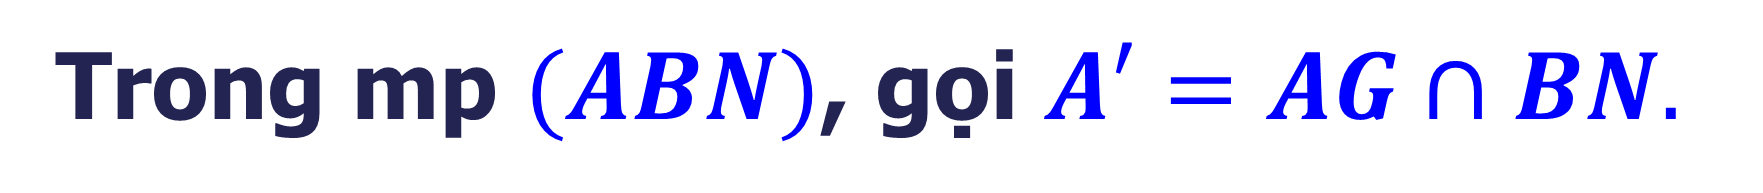 Trong mp (ABN), gọi A′ = AG ∩ BN.